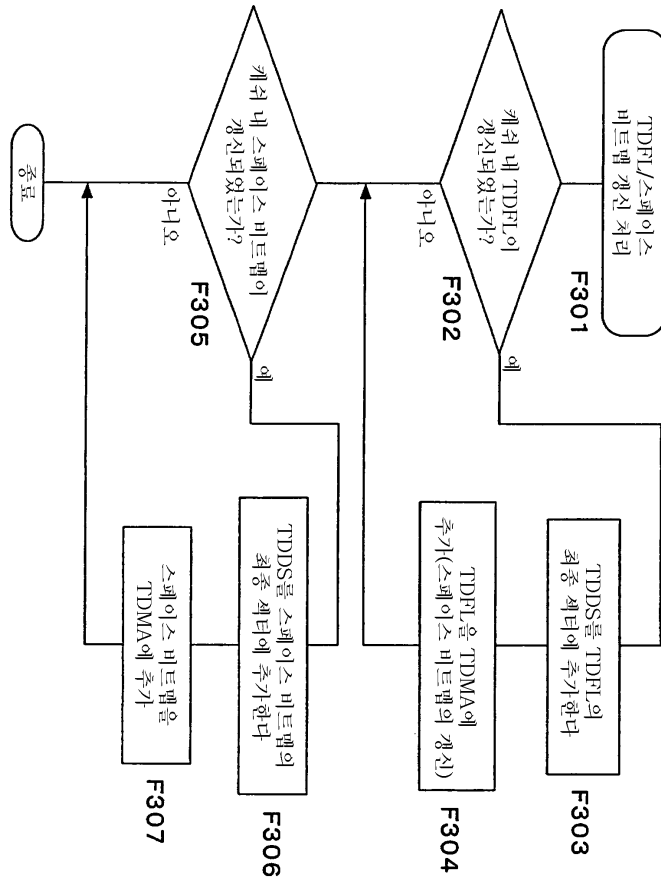 TDFL/스페이스
비트맵 갱신 처리
F301
캐쉬 내 TDFL이
갱신되었는가?
F302
예
아니요
TDDS를 TDFL의
최종 섹터에 추가한다
F303
TDFL을 TDMA에
추가(스페이스 비트맵의 갱신)
F304
캐쉬 내 스페이스 비트맵이
갱신되었는가?
F305
예
아니요
TDDS를 스페이스 비트맵의
최종 섹터에 추가한다
F306
스페이스 비트맵을
TDMA에 추가
F307
종료